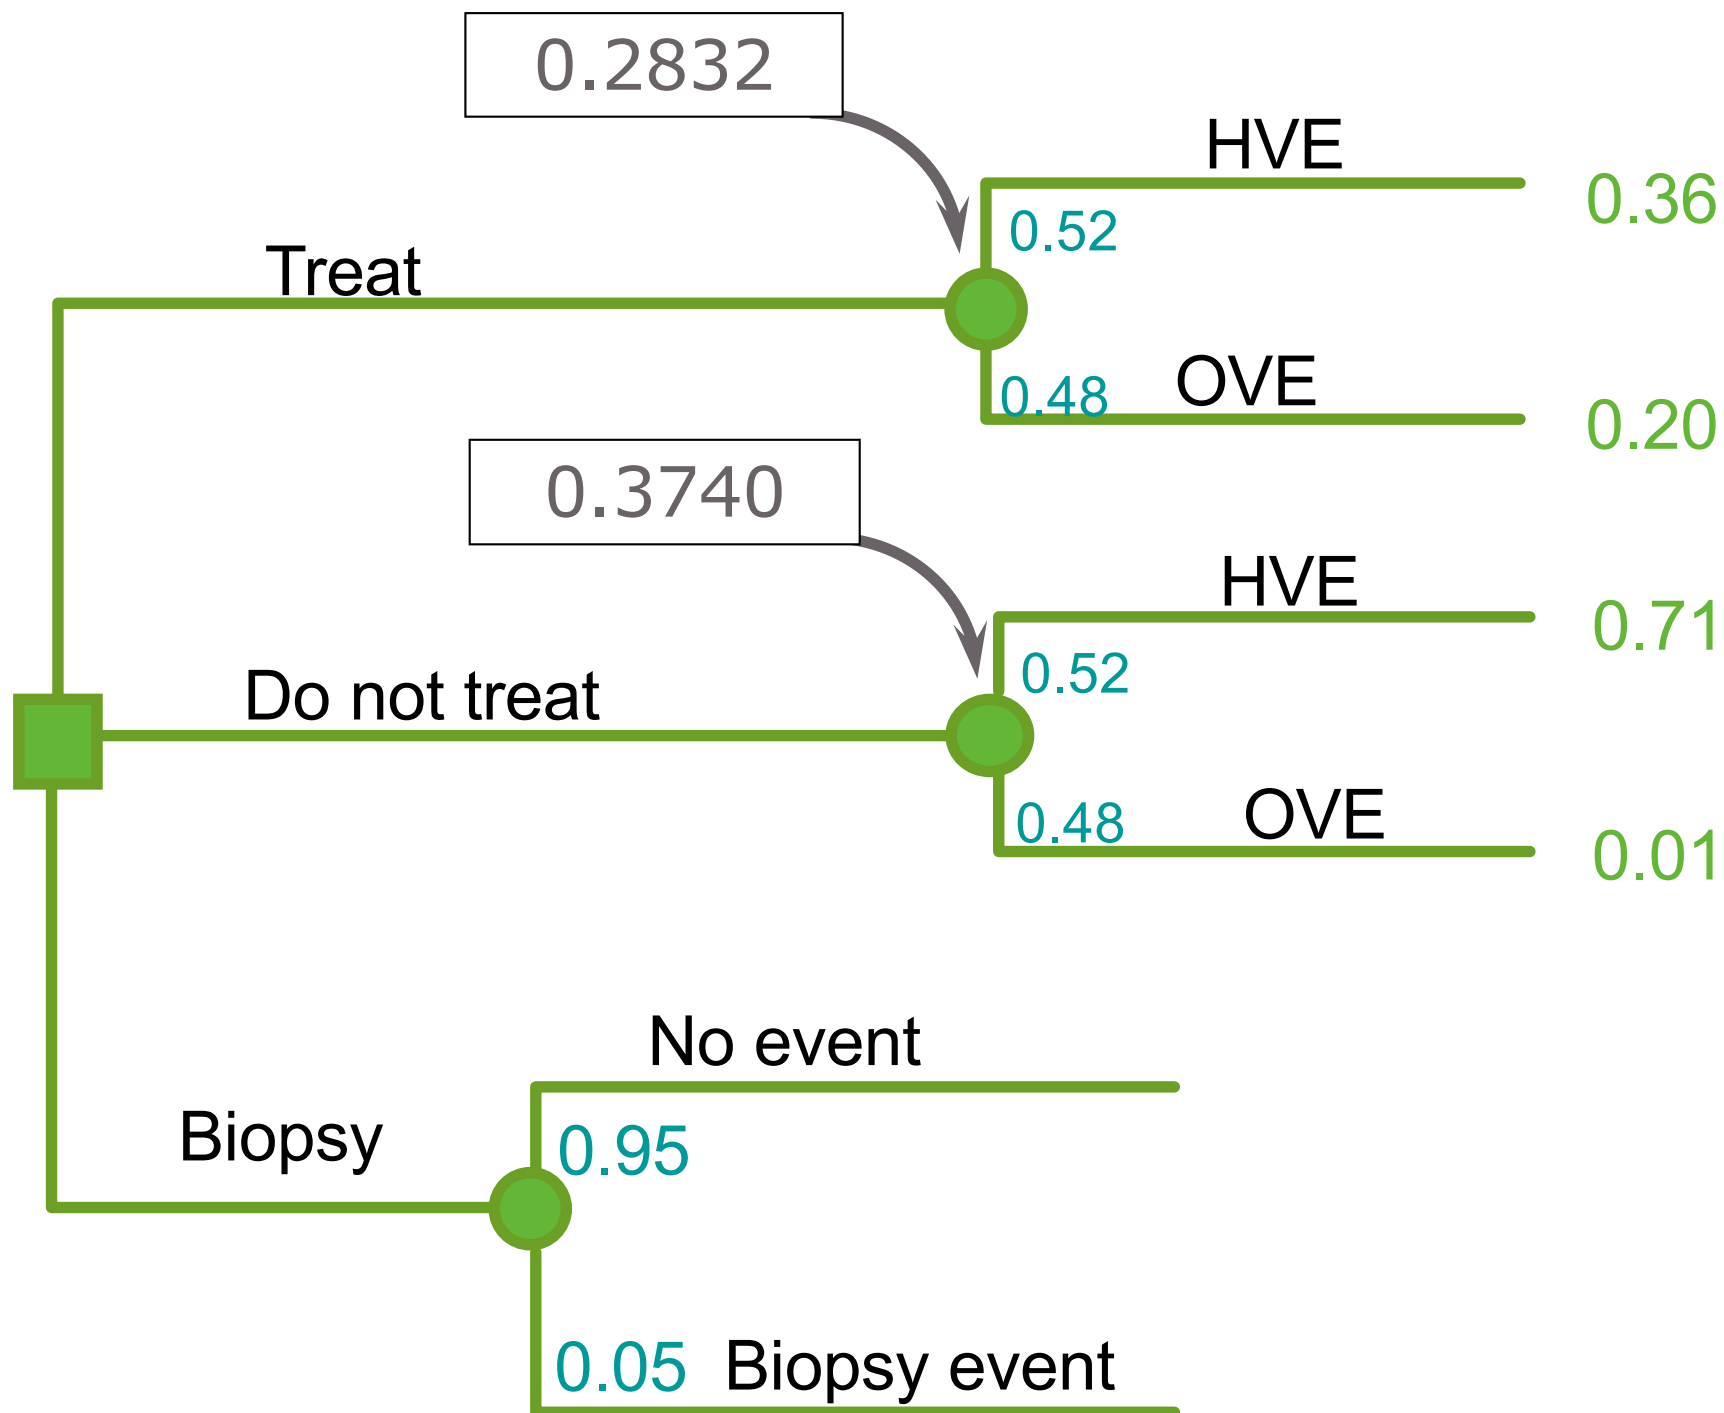 0.2832
HVE
0.36
0.52
Treat
0.48
OVE
0.20
0.3740
HVE
0.71
0.52
Do not treat
0.48
OVE
0.01
No event
Biopsy
0.95
0.05
Biopsy event